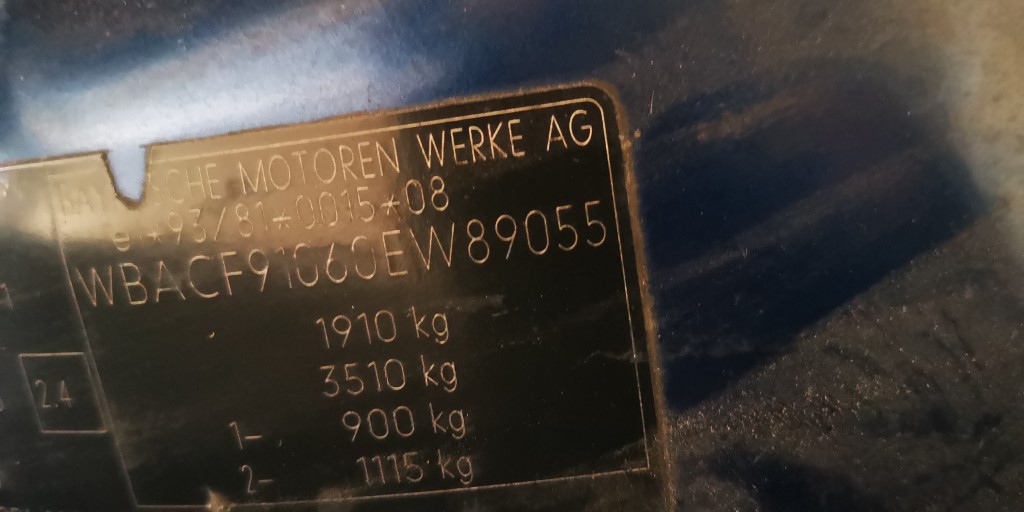 BAY SCHE MOTOREN WERKE AG
e *93/81*0015*08
WBACF91060EW89055
1910 kg
3510 kg
2.4
1- 900 kg
2- 1115 kg